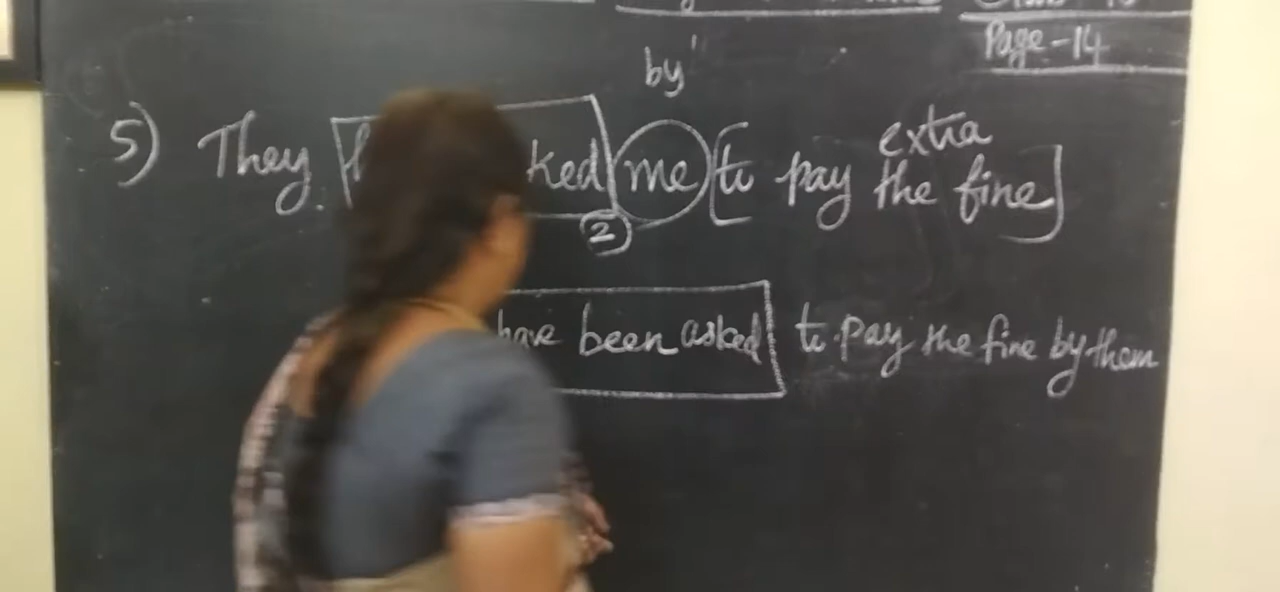 Page-14
by
5) They ked me to pay the fine
extra
2
have been asked to pay the fine by them